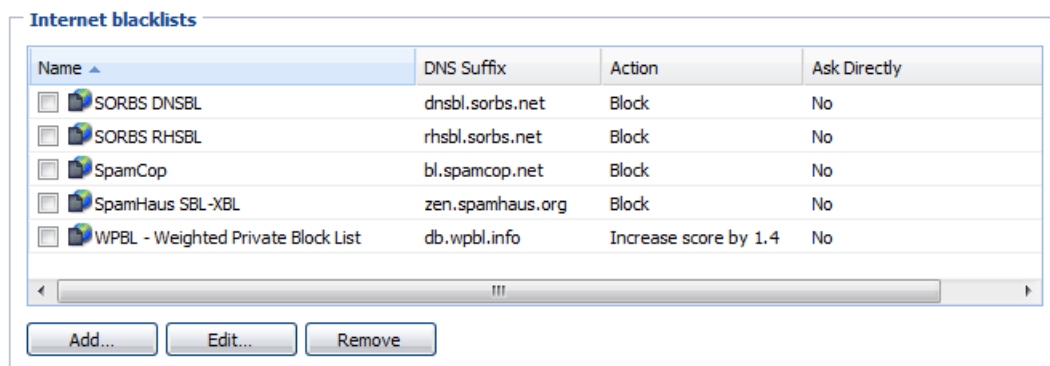 Internet blacklists
Name DNS Suffix Action Ask Directly
SORBS DNSBL dnsbl.sorbs.net Block No
SORBS RHSBL rhsbl.sorbs.net Block No
SpamCop bl.spamcop.net Block No
SpamHaus SBL-XBL zen.spamhaus.org Block No
WPBL - Weighted Private Block List db.wpbl.info Increase score by 1.4 No
Add... Edit... Remove